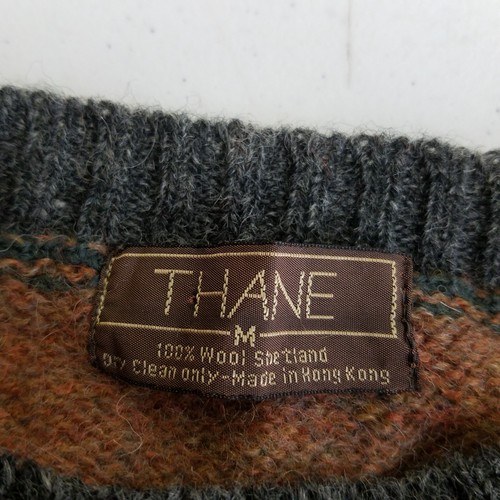 THANE
M
100% Wool Shetland
Dry Clean only-Made in Hong Kong